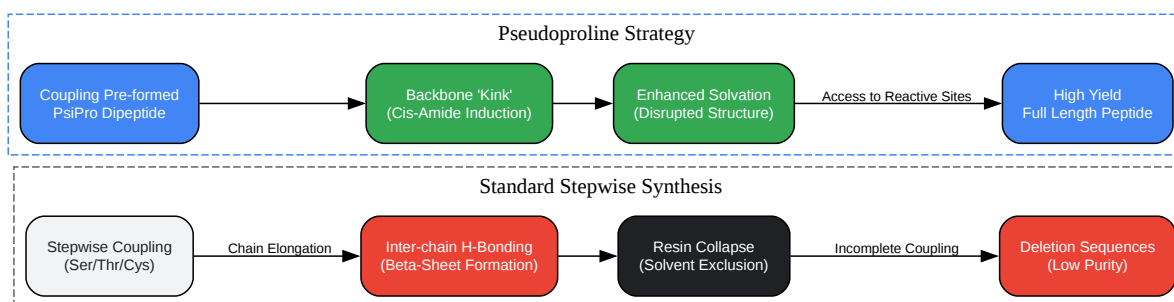 Pseudoproline Strategy
Coupling Pre-formed
PsiPro Dipeptide
Backbone 'Kink'
(Cis-Amide Induction)
Enhanced Solvation
(Disrupted Structure)
Access to Reactive Sites
High Yield
Full Length Peptide
Standard Stepwise Synthesis
Stepwise Coupling
(Ser/Thr/Cys)
Chain Elongation
Inter-chain H-Bonding
(Beta-Sheet Formation)
Resin Collapse
(Solvent Exclusion)
Incomplete Coupling
Deletion Sequences
(Low Purity)